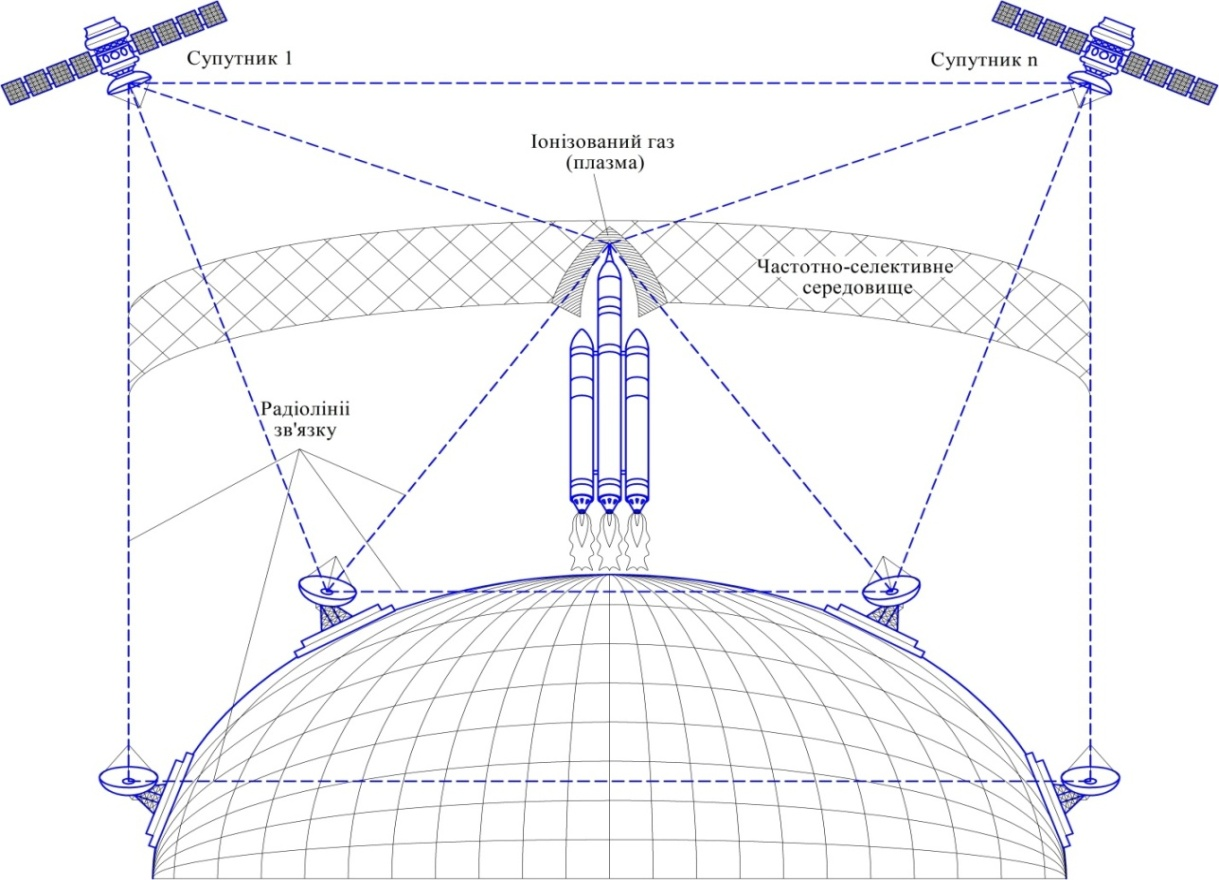 Супутник 1
Супутник n
Іонізований газ
(плазма)
Частотно-селективне
середовище
Радіолінії
зв'язку